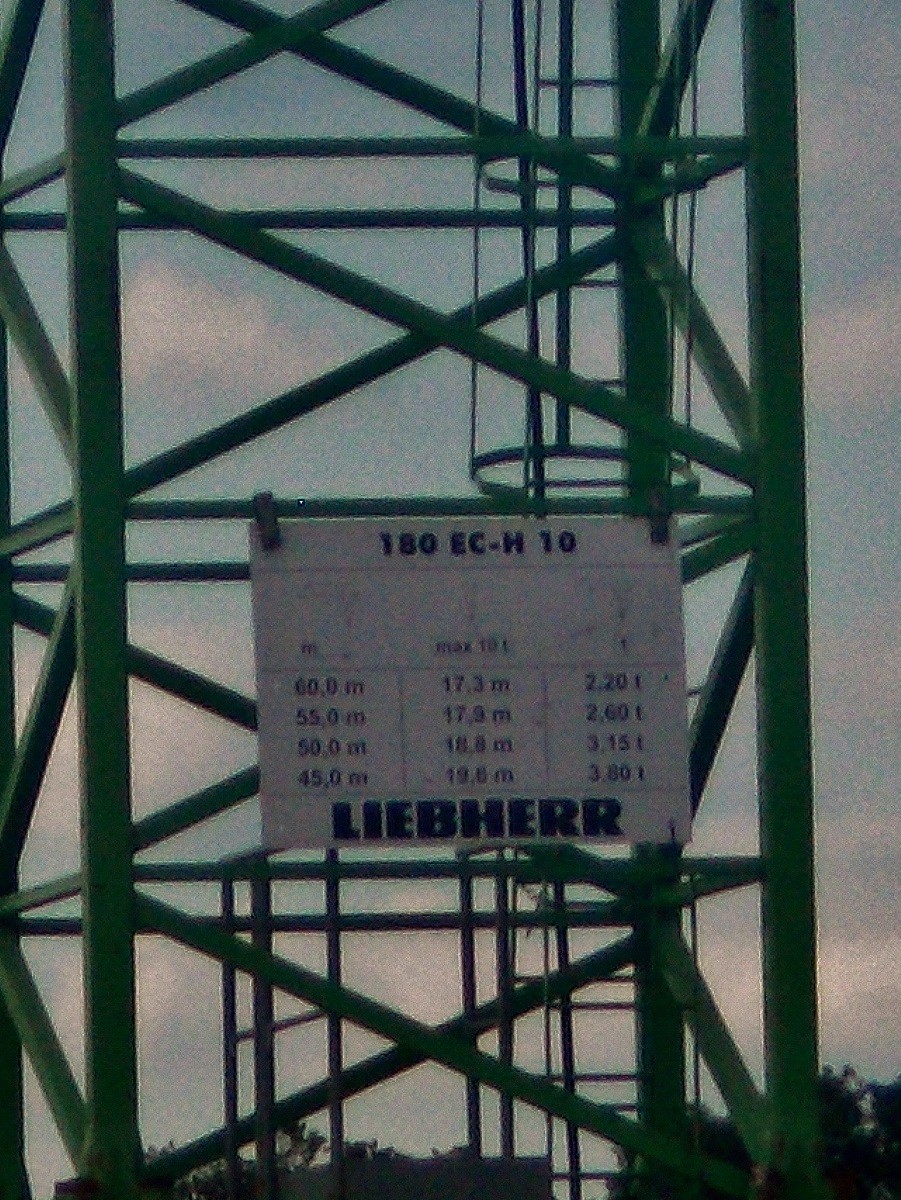 180 EC-H 10
m max 10 t t
60,0 m 17,3 m 2,20 t
55,0 m 17,9 m 2,60 t
50,0 m 18,8 m 3,15 t
45,0 m 19,6 m 3,80 t
LIEBHERR